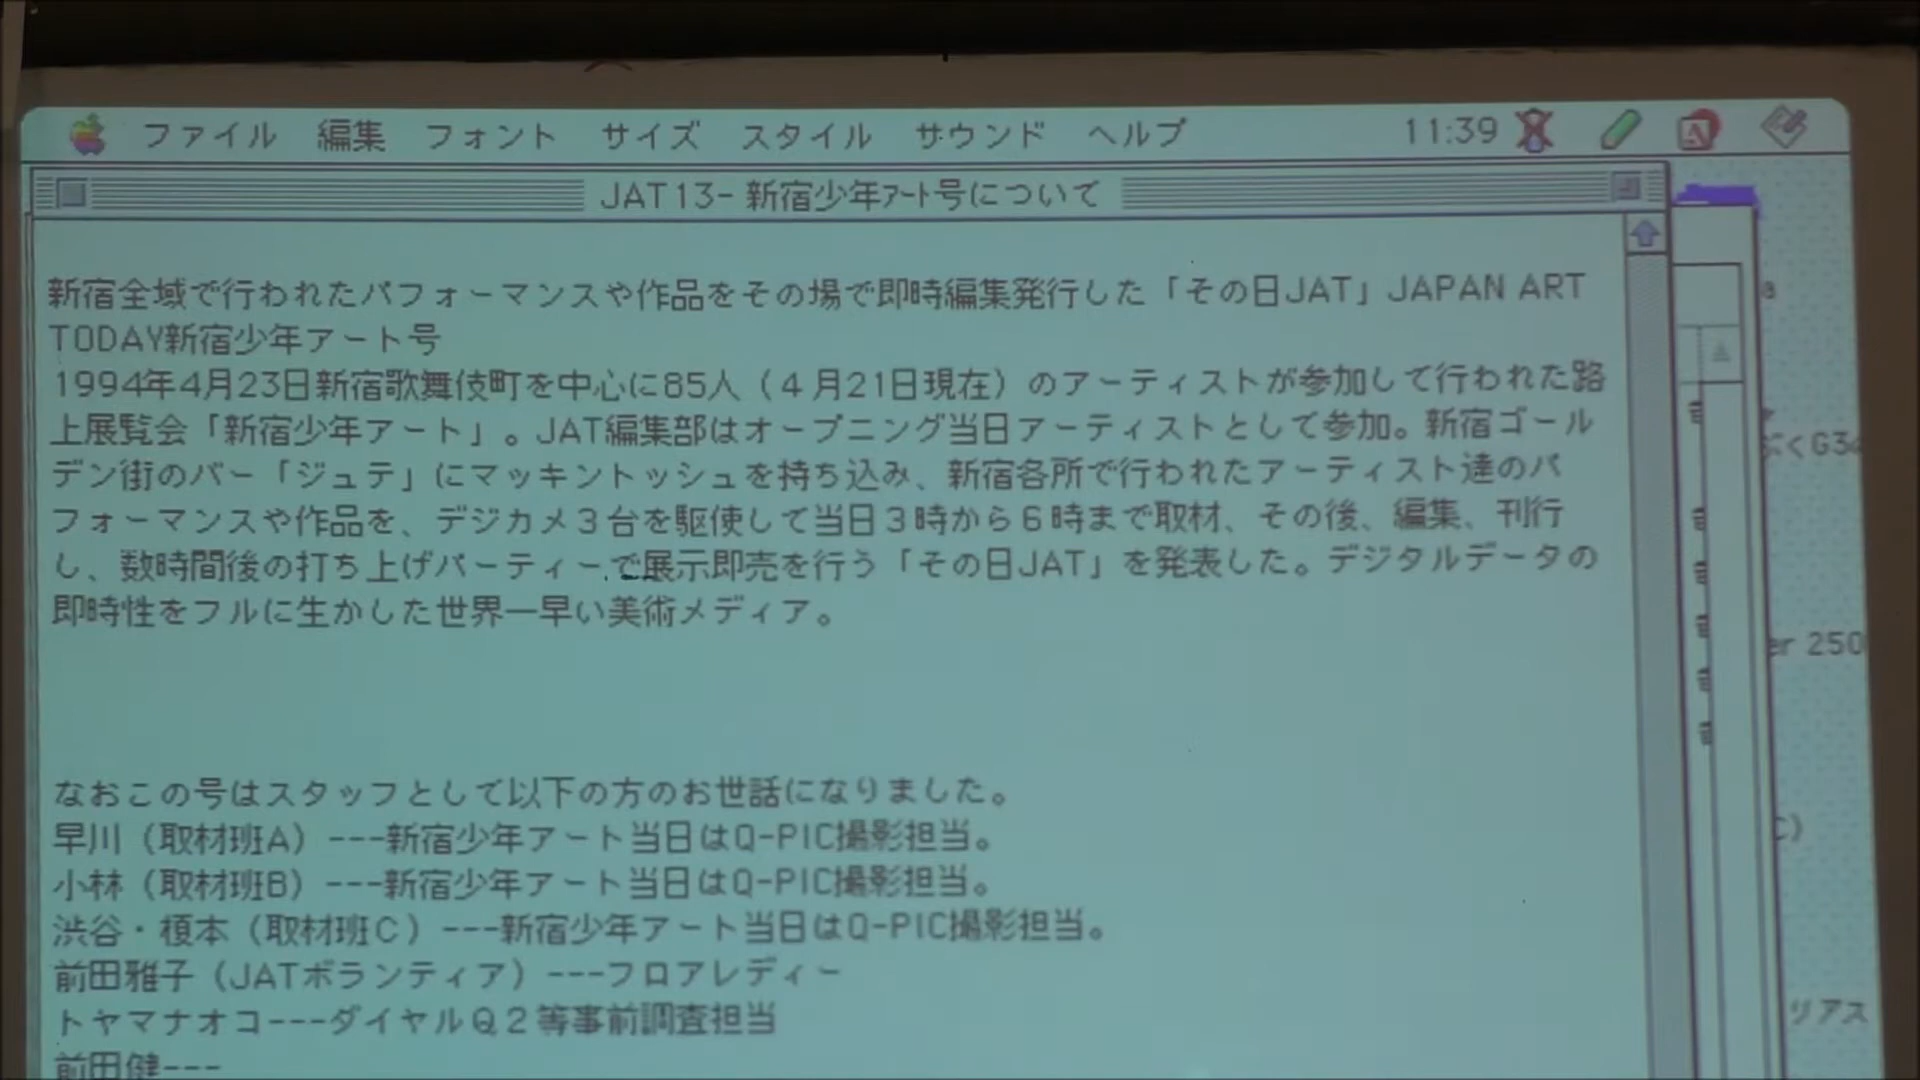 ファイル 編集 フォント サイズ スタイル サウンド ヘルプ 11:39
JAT13-新宿少年ｱｰﾄ号について
新宿全域で行われたパフォーマンスや作品をその場で即時編集発行した「その日JAT」JAPAN ART
TODAY新宿少年アート号
1994年4月23日新宿歌舞伎町を中心に85人（４月21日現在）のアーティストが参加して行われた路
上展覧会「新宿少年アート」。JAT編集部はオープニング当日アーティストとして参加。新宿ゴール
デン街のバー「ジュテ」にマッキントッシュを持ち込み、新宿各所で行われたアーティスト達のパ
フォーマンスや作品を、デジカメ３台を駆使して当日３時から６時まで取材、その後、編集、刊行
し、数時間後の打ち上げパーティーで展示即売を行う「その日JAT」を発表した。デジタルデータの
即時性をフルに生かした世界一早い美術メディア。
なおこの号はスタッフとして以下の方のお世話になりました。
早川（取材班A）---新宿少年アート当日はQ-PIC撮影担当。
小林（取材班B）---新宿少年アート当日はQ-PIC撮影担当。
渋谷・榎本（取材班C）---新宿少年アート当日はQ-PIC撮影担当。
前田雅子（JATボランティア）---フロアレディー
トヤマナオコ---ダイヤルＱ２等事前調査担当
前田健---
er 250
リアス